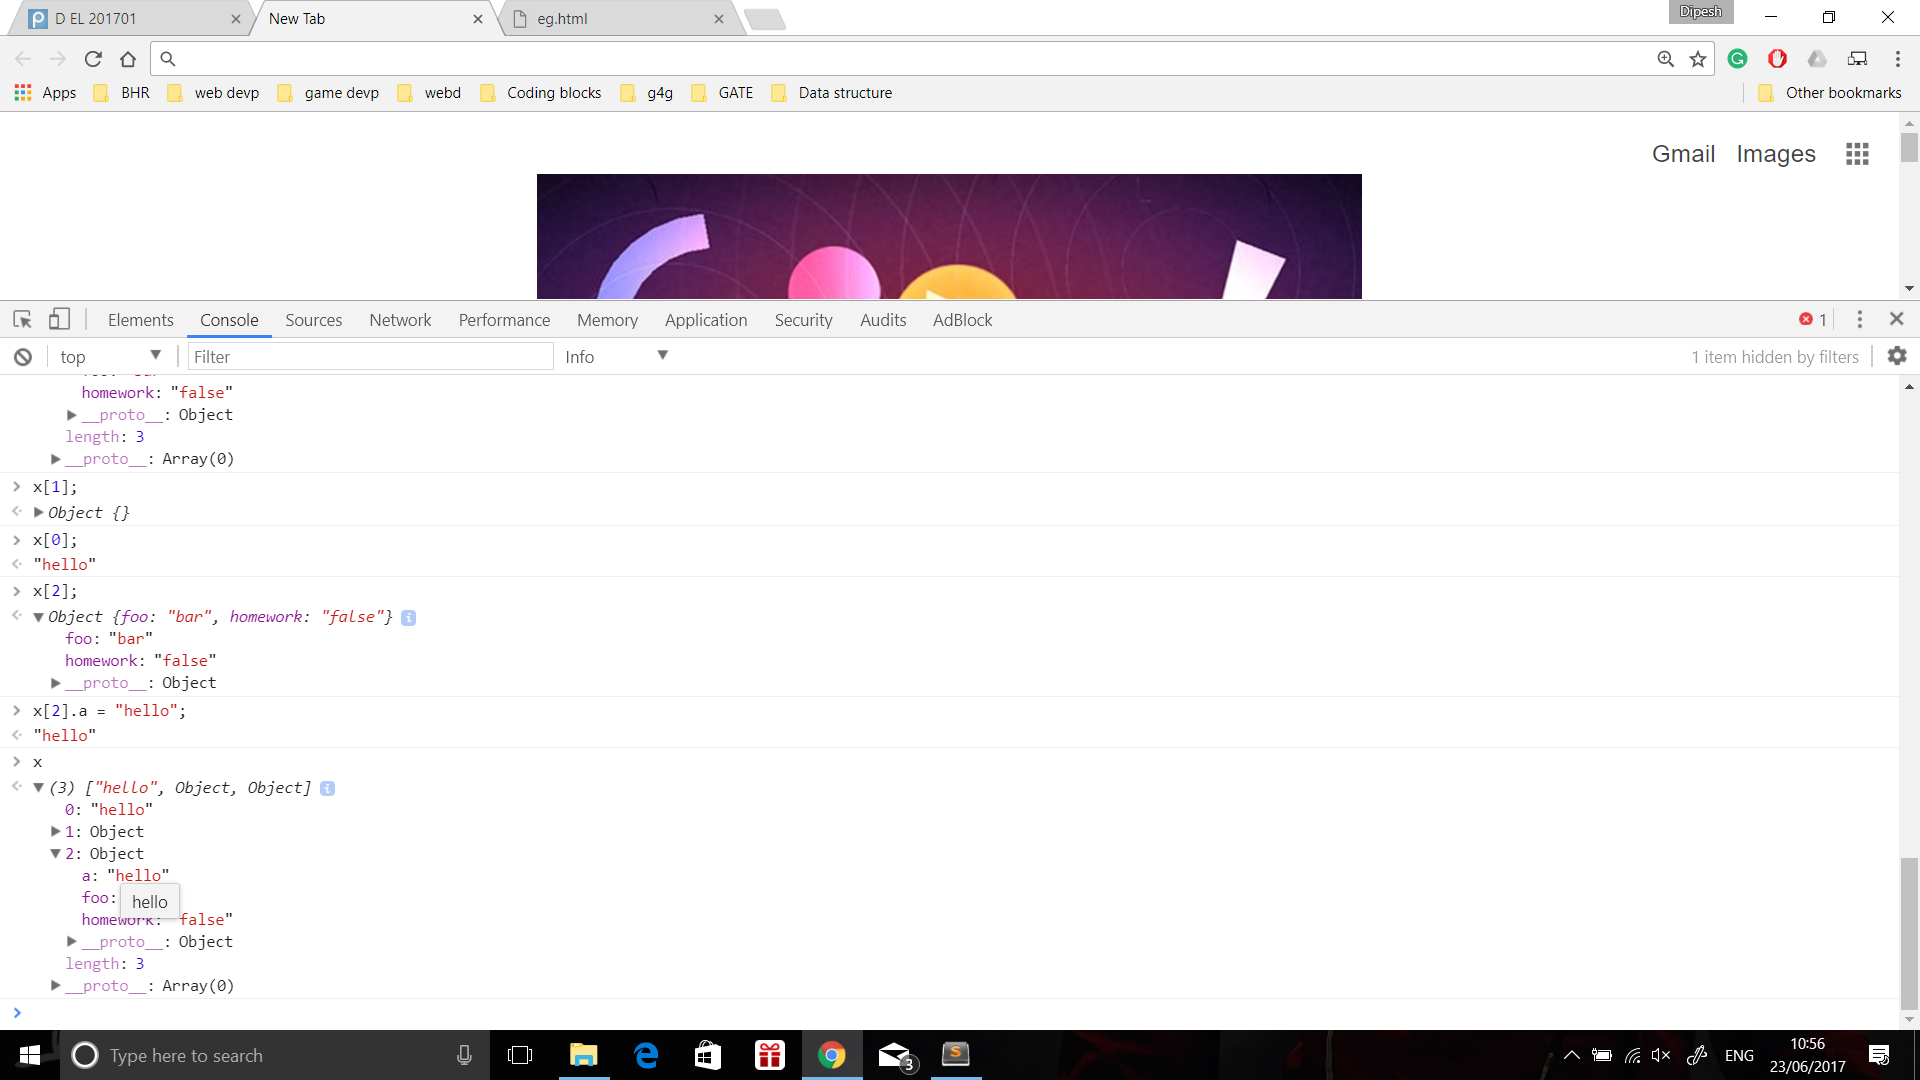 D EL 201701
New Tab
eg.html
Dipesh
Apps
BHR
web devp
game devp
webd
Coding blocks
g4g
GATE
Data structure
Other bookmarks
Gmail
Images
Elements
Console
Sources
Network
Performance
Memory
Application
Security
Audits
AdBlock
1
top
Filter
Info
1 item hidden by filters
homework: "false"
__proto__: Object
length: 3
__proto__: Array(0)
x[1];
Object {}
x[0];
"hello"
x[2];
Object {foo: "bar", homework: "false"}
foo: "bar"
homework: "false"
__proto__: Object
x[2].a = "hello";
"hello"
x
(3) ["hello", Object, Object]
0: "hello"
1: Object
2: Object
a: "hello"
foo:
hello
homework: "false"
__proto__: Object
length: 3
__proto__: Array(0)
Type here to search
3
ENG
10:56
23/06/2017